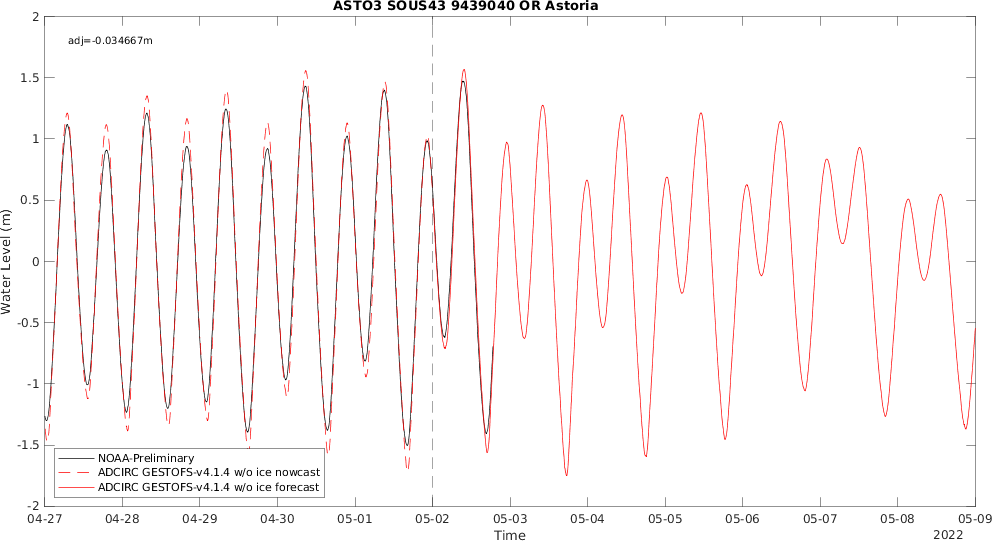 ASTO3 SOUS43 9439040 OR Astoria
adj=-0.034667m
2
1.5
1
0.5
0
-0.5
-1
-1.5
-2
Water Level (m)
NOAA-Preliminary
ADCIRC GESTOFS-v4.1.4 w/o ice nowcast
ADCIRC GESTOFS-v4.1.4 w/o ice forecast
04-27 04-28 04-29 04-30 05-01 05-02 05-03 05-04 05-05 05-06 05-07 05-08 05-09
Time
2022